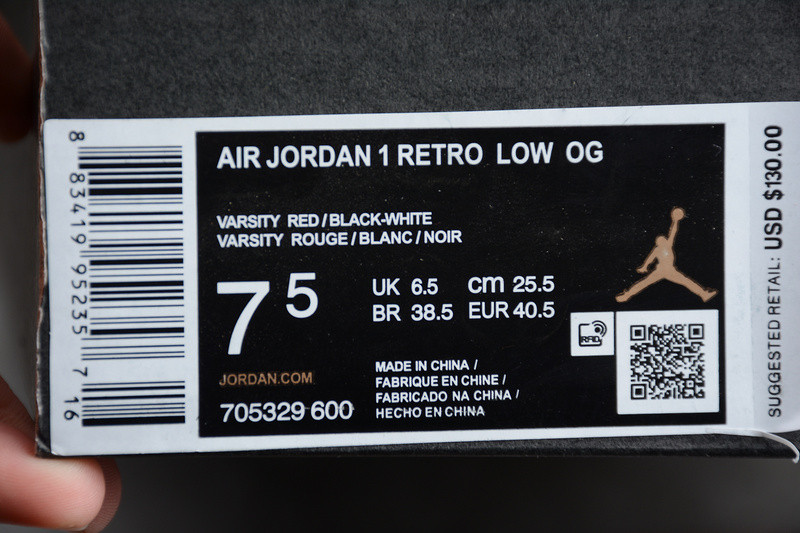 8 83419 95235 7 16
AIR JORDAN 1 RETRO LOW OG
VARSITY RED / BLACK-WHITE
VARSITY ROUGE / BLANC / NOIR
7 5
UK 6.5 cm 25.5
BR 38.5 EUR 40.5
RFID
JORDAN.COM
705329 600
MADE IN CHINA /
FABRIQUE EN CHINE /
FABRICADO NA CHINA /
HECHO EN CHINA
SUGGESTED RETAIL: USD $130.00